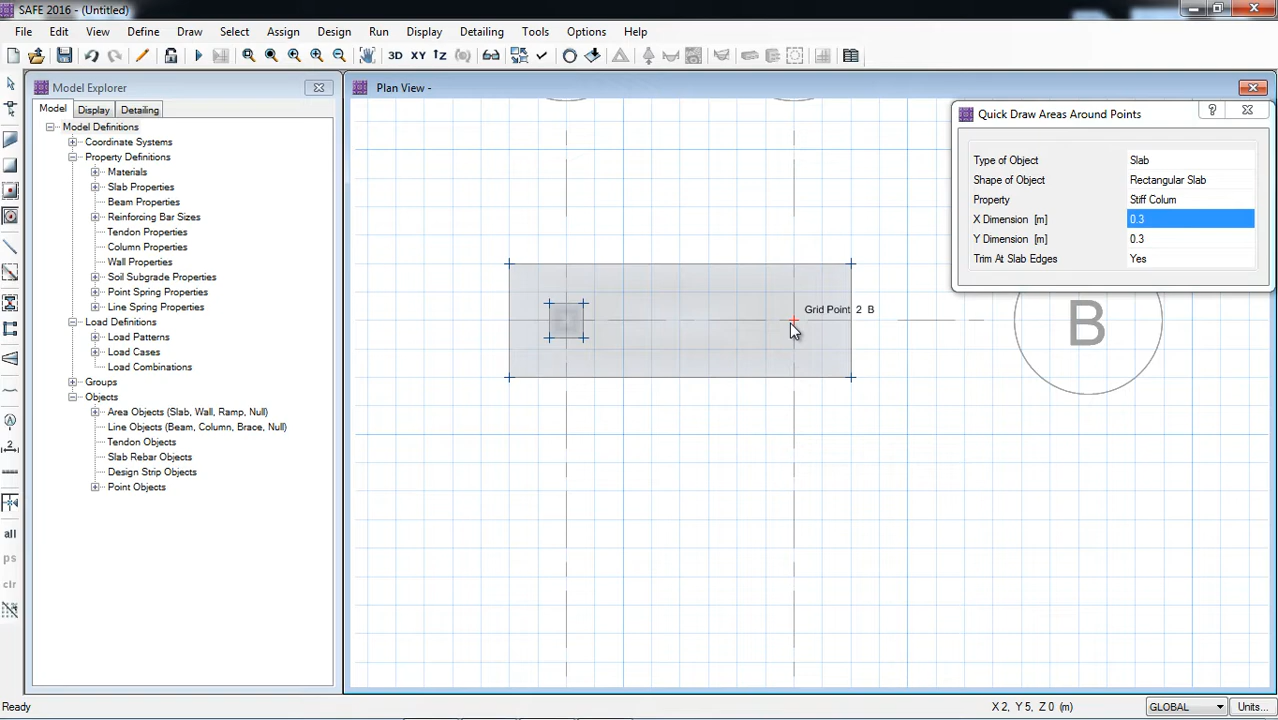 SAFE 2016 - (Untitled)
File Edit View Define Draw Select Assign Design Run Display Detailing Tools Options Help
3D XY
Model Explorer
Model Display Detailing
Model Definitions
Coordinate Systems
Property Definitions
Materials
Slab Properties
Beam Properties
Reinforcing Bar Sizes
Tendon Properties
Column Properties
Wall Properties
Soil Subgrade Properties
Point Spring Properties
Line Spring Properties
Load Definitions
Load Patterns
Load Cases
Load Combinations
Groups
Objects
Area Objects (Slab, Wall, Ramp, Null)
Line Objects (Beam, Column, Brace, Null)
Tendon Objects
Slab Rebar Objects
Design Strip Objects
Point Objects
all
ps
clr
Plan View -
Grid Point 2 B
B
Quick Draw Areas Around Points
Type of Object Slab
Shape of Object Rectangular Slab
Property Stiff Colum
X Dimension [m] 0.3
Y Dimension [m] 0.3
Trim At Slab Edges Yes
Ready
X 2, Y 5, Z 0 (m)
GLOBAL
Units...